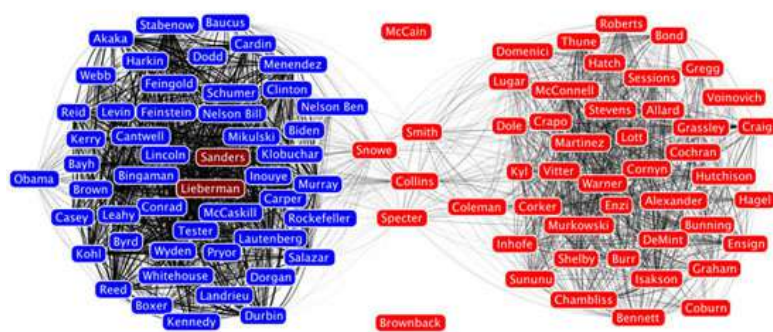 Stabenow
Baucus
Akaka
Cardin
Harkin
Dodd
Menendez
Webb
Feingold
Schumer
Clinton
Reid
Levin
Feinstein
Nelson Bill
Nelson Ben
Kerry
Cantwell
Mikulski
Biden
Bayh
Lincoln
Sanders
Klobuchar
Obama
Brown
Bingaman
Lieberman
Inouye
Murray
Casey
Leahy
Conrad
McCaskill
Carper
Rockefeller
Kohl
Byrd
Tester
Wyden
Pryor
Lautenberg
Salazar
Reed
Whitehouse
Dorgan
Boxer
Landrieu
Kennedy
Durbin
McCain
Smith
Snowe
Collins
Specter
Coleman
Brownback
Roberts
Bond
Thune
Domenici
Hatch
Gregg
Lugar
McConnell
Sessions
Voinovich
Stevens
Allard
Dole
Crapo
Grassley
Craig
Martinez
Lott
Cochran
Kyl
Vitter
Cornyn
Hutchison
Warner
Corker
Enzi
Alexander
Hagel
Murkowski
Bunning
Inhofe
DeMint
Ensign
Shelby
Burr
Graham
Sununu
Isakson
Chambliss
Coburn
Bennett